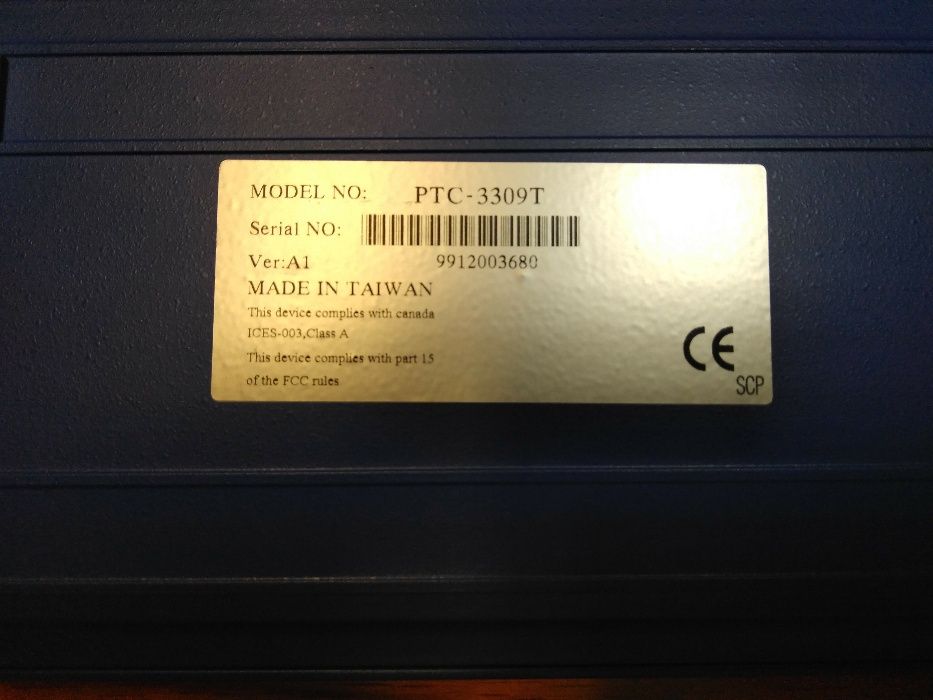 MODEL NO: PTC-3309T
Serial NO:
Ver:A1 9912003680
MADE IN TAIWAN
This device complies with canada
ICES-003,Class A
This device complies with part 15
of the FCC rules
CE
SCP